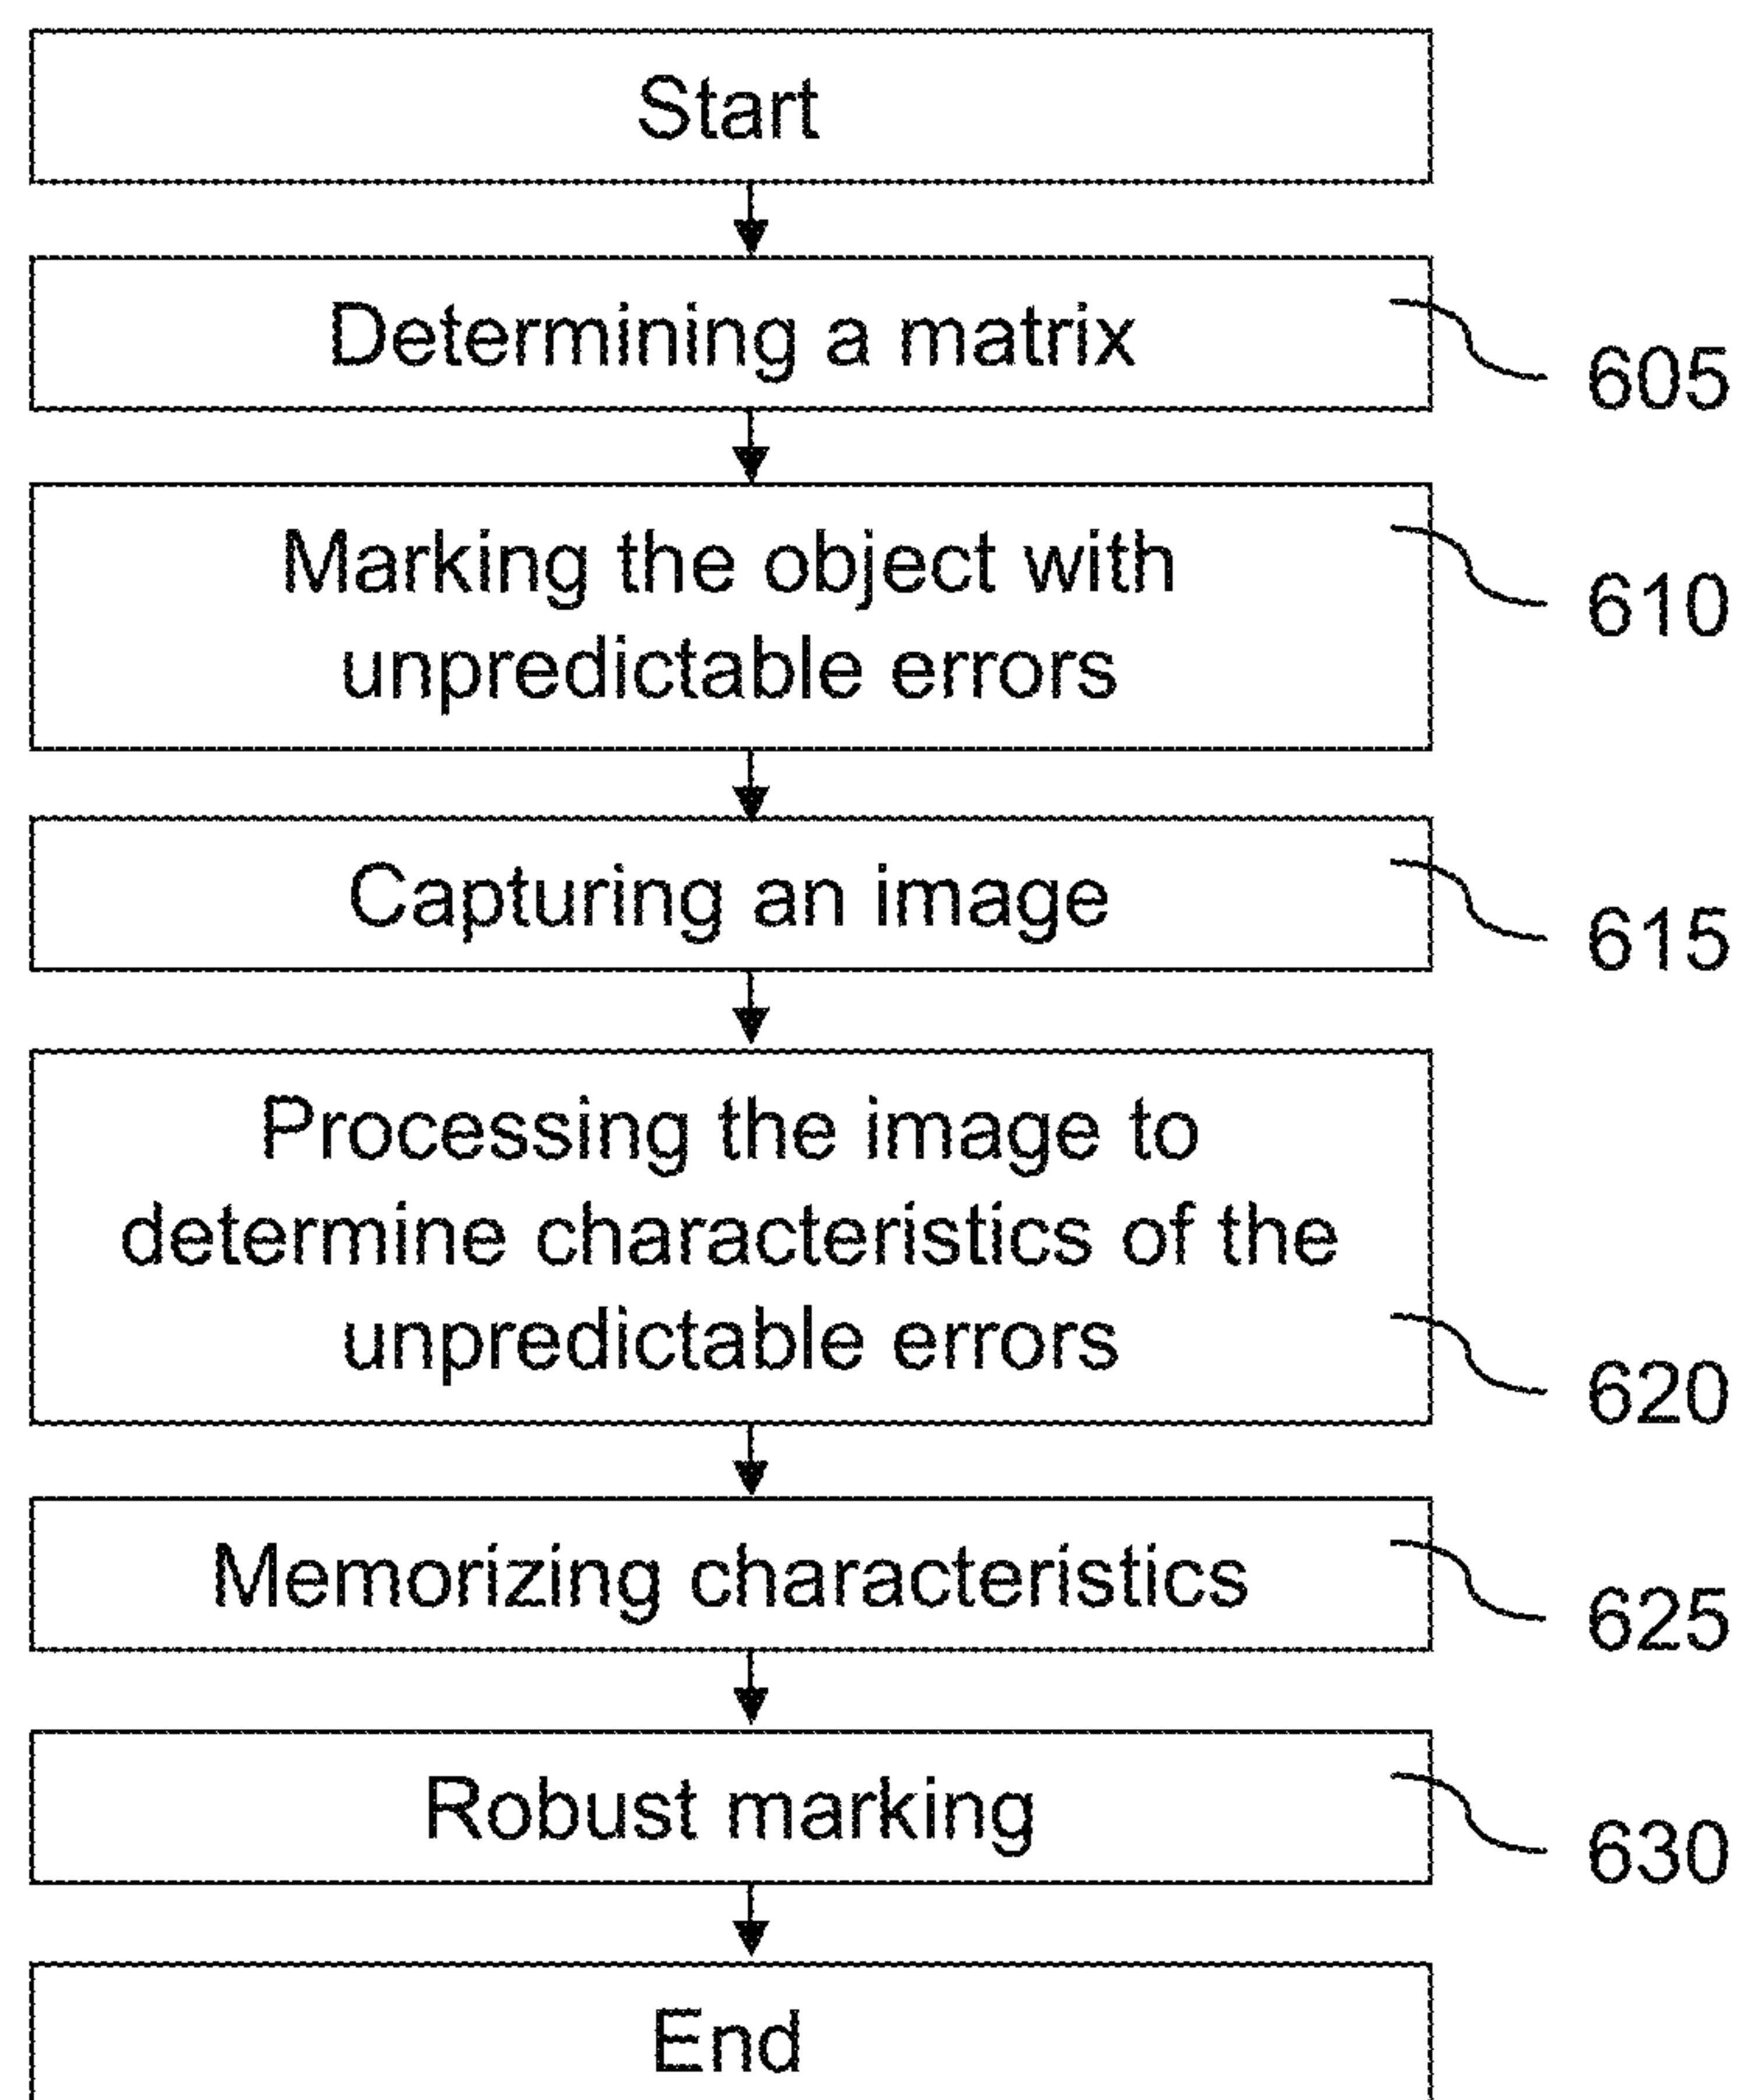 Start
Determining a matrix
605
Marking the object with
unpredictable errors
610
Capturing an image
615
Processing the image to
determine characteristics of the
unpredictable errors
620
Memorizing characteristics
625
Robust marking
630
End